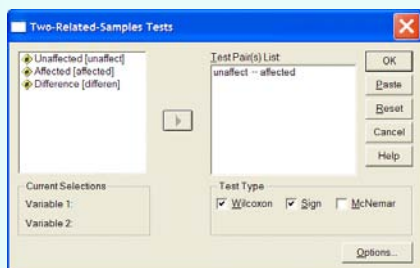 Two-Related-Samples Tests
Unaffected [unaffect]
Affected [affected]
Difference [differen]
Test Pair(s) List:
unaffect -- affected
OK
Paste
Reset
Cancel
Help
Current Selections
Variable 1:
Variable 2:
Test Type
Wilcoxon Sign McNemar
Options...